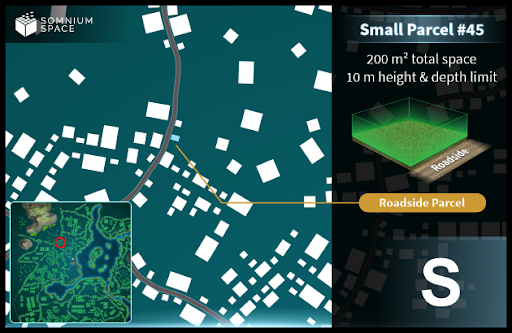 SOMNIUM
SPACE
Small Parcel #45
200 m² total space
10 m height & depth limit
Roadside
Roadside Parcel
S